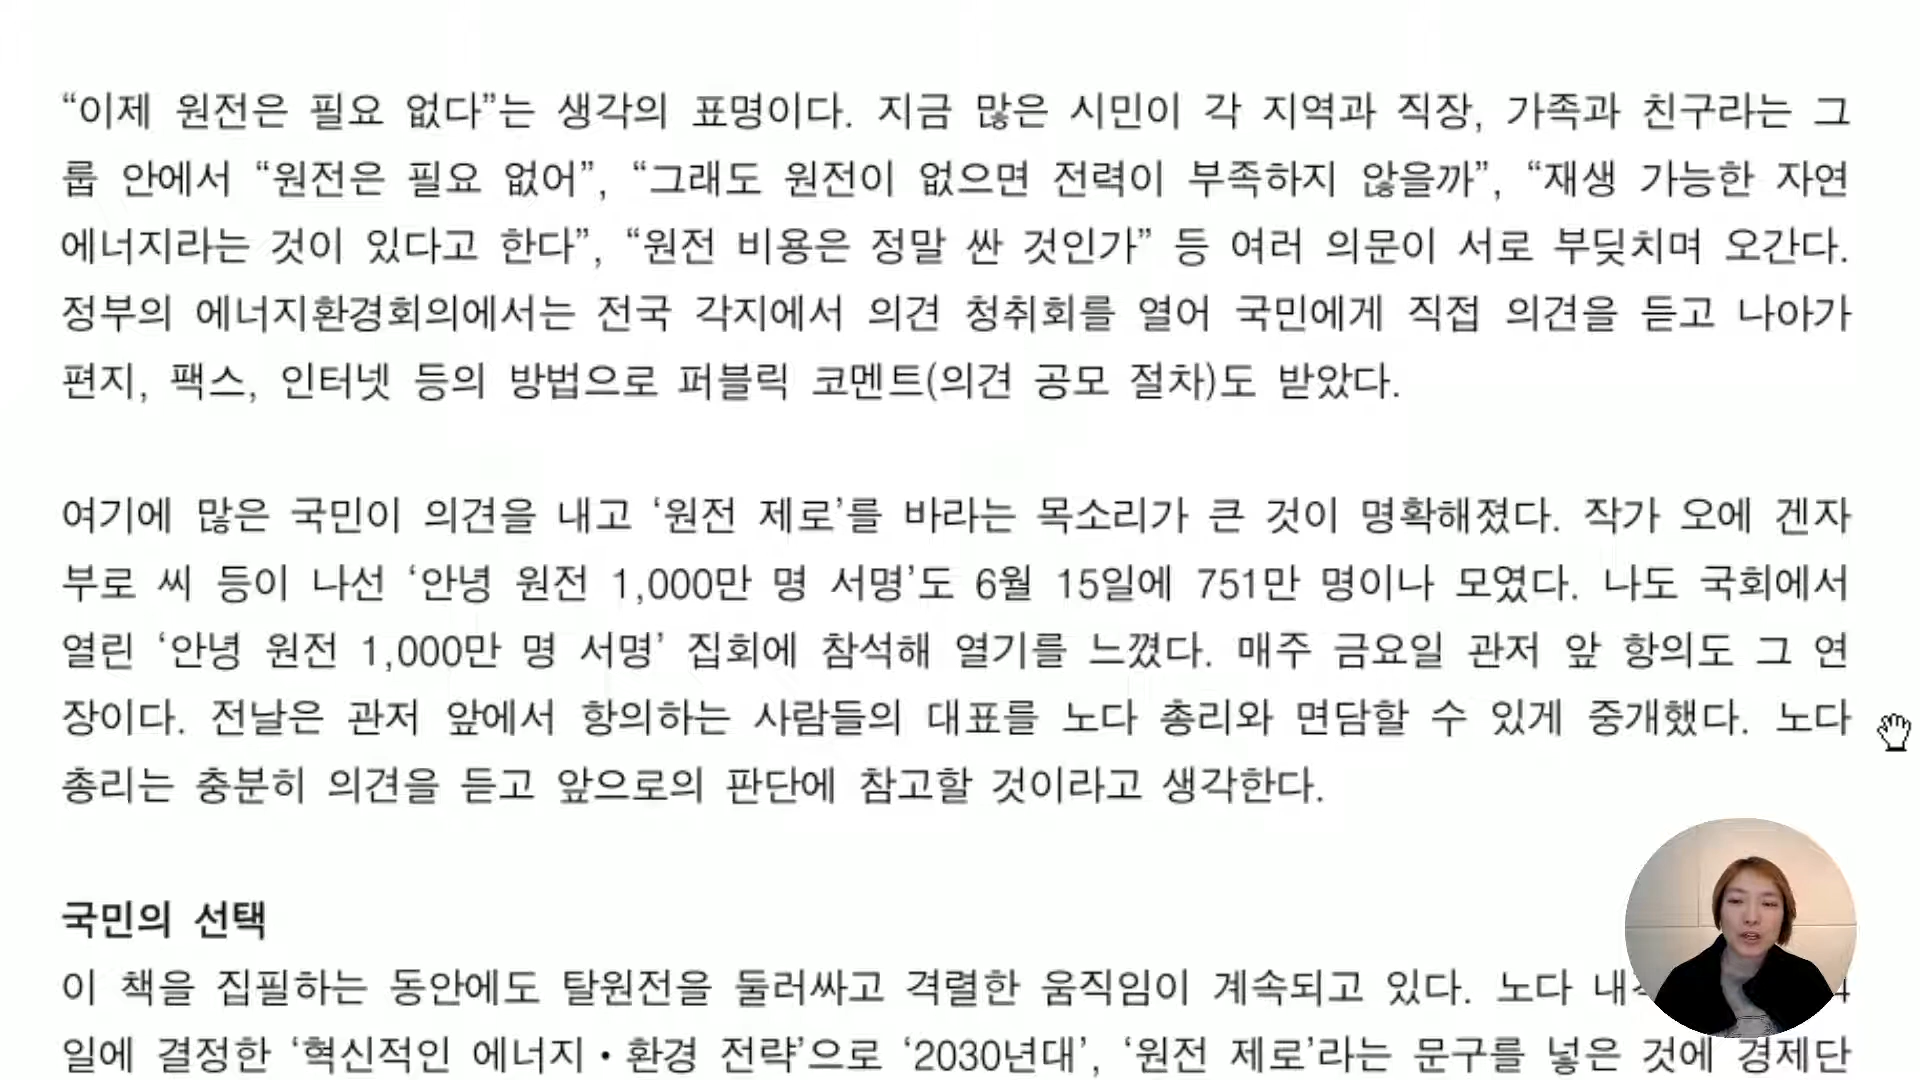 “이제 원전은 필요 없다”는 생각의 표명이다. 지금 많은 시민이 각 지역과 직장, 가족과 친구라는 그
룹 안에서 “원전은 필요 없어”, “그래도 원전이 없으면 전력이 부족하지 않을까”, “재생 가능한 자연
에너지라는 것이 있다고 한다”, “원전 비용은 정말 싼 것인가” 등 여러 의문이 서로 부딪치며 오간다.
정부의 에너지환경회의에서는 전국 각지에서 의견 청취회를 열어 국민에게 직접 의견을 듣고 나아가
편지, 팩스, 인터넷 등의 방법으로 퍼블릭 코멘트(의견 공모 절차)도 받았다.
여기에 많은 국민이 의견을 내고 ‘원전 제로’를 바라는 목소리가 큰 것이 명확해졌다. 작가 오에 겐자
부로 씨 등이 나선 ‘안녕 원전 1,000만 명 서명’도 6월 15일에 751만 명이나 모였다. 나도 국회에서
열린 ‘안녕 원전 1,000만 명 서명’ 집회에 참석해 열기를 느꼈다. 매주 금요일 관저 앞 항의도 그 연
장이다. 전날은 관저 앞에서 항의하는 사람들의 대표를 노다 총리와 면담할 수 있게 중개했다. 노다
총리는 충분히 의견을 듣고 앞으로의 판단에 참고할 것이라고 생각한다.
국민의 선택
이 책을 집필하는 동안에도 탈원전을 둘러싸고 격렬한 움직임이 계속되고 있다. 노다 4
일에 결정한 ‘혁신적인 에너지·환경 전략’으로 ‘2030년대’, ‘원전 제로’라는 문구를 넣은 것에 경제단